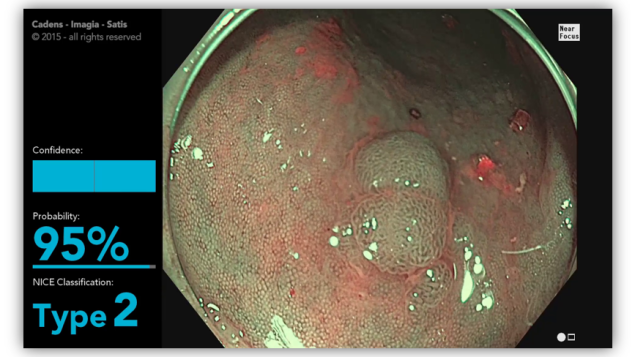 Cadens - Imagia - Satis
© 2015 - all rights reserved
Near
Focus
Confidence:
Probability:
95%
NICE Classification:
Type 2